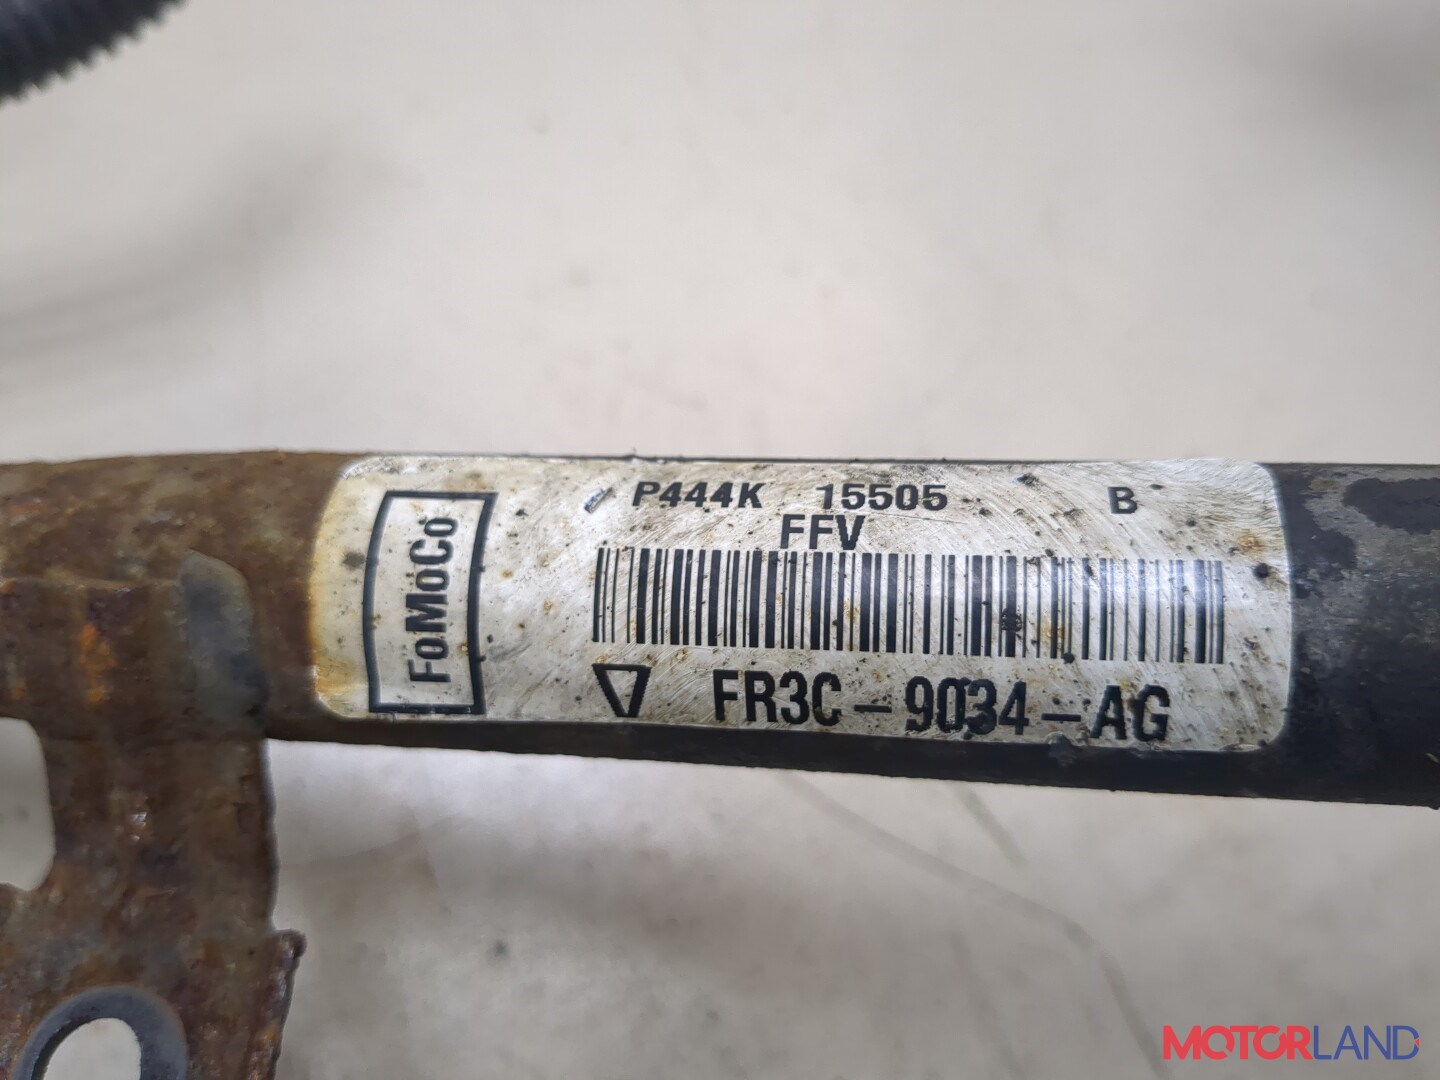 P444K 15505 B
FFV
FoMoCo
FR3C-9034-AG
MOTORLAND